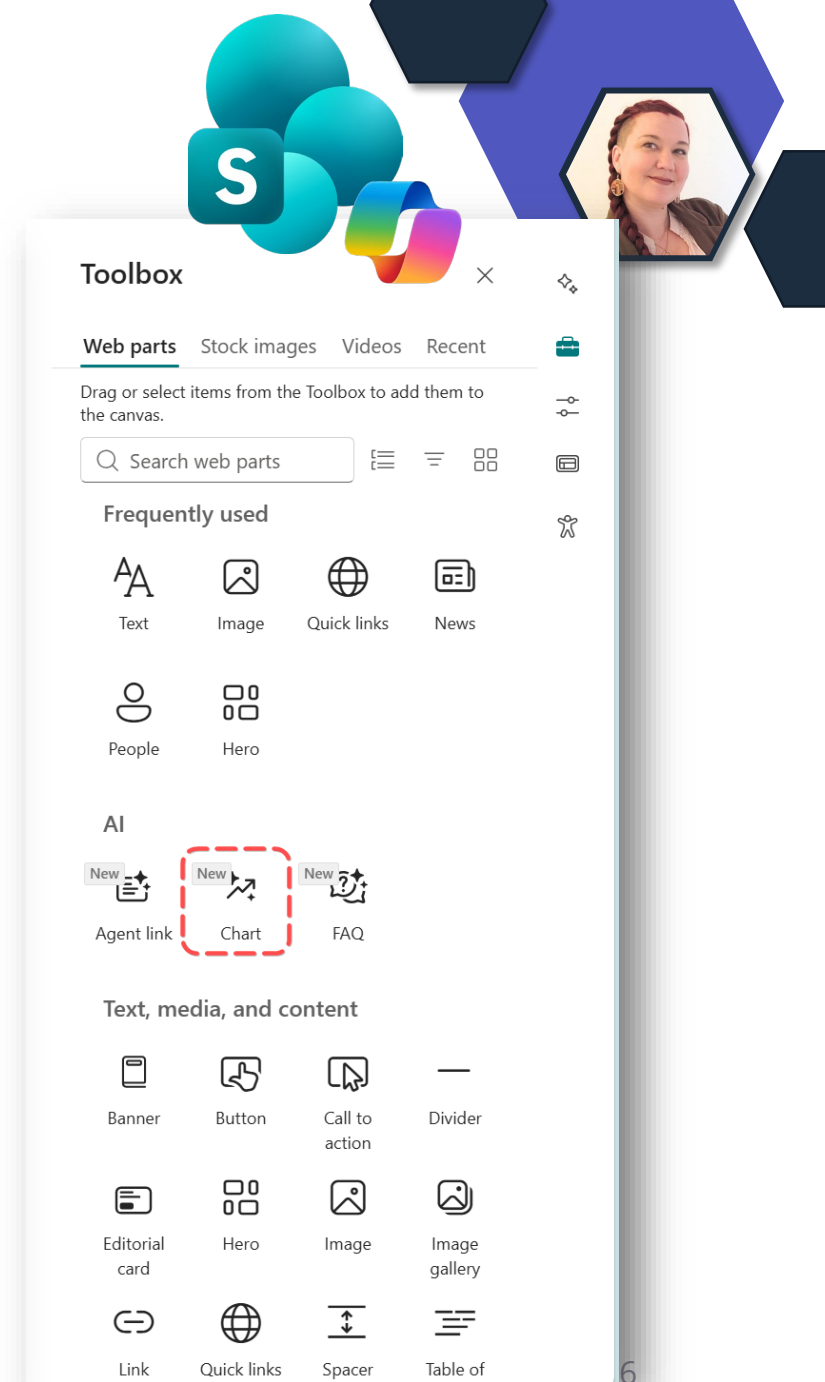 S
Toolbox
Web parts Stock images Videos Recent
Drag or select items from the Toolbox to add them to
the canvas.
Search web parts
Frequently used
Text Image Quick links News
People Hero
AI
New New New
Agent link Chart FAQ
Text, media, and content
Banner Button Call to Divider
action
Editorial Hero Image Image
card gallery
Link Quick links Spacer Table of
6